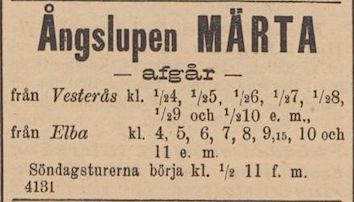 Ångslupen MÄRTA
— afgår —
från Vesterås kl. 1/24, 1/25, 1/26, 1/27, 1/28,
1/29 och 1/210 e. m.,
från Elba kl. 4, 5, 6, 7, 8, 9,15, 10 och
11 e. m.
Söndagsturerna börja kl. 1/2 11 f. m.
4131